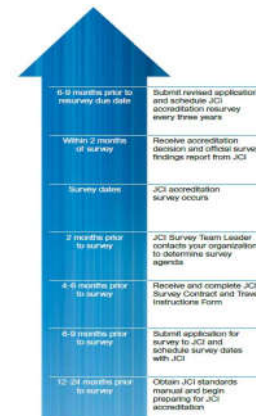 6-9 months prior to
resurvey due date
Submit revised application
and schedule JCI
accreditation resurvey
every three years
Within 2 months
of survey
Receive accreditation
decision and official survey
findings report from JCI
Survey dates
JCI accreditation
survey occurs
2 months prior
to survey
JCI Survey Team Leader
contacts your organization
to determine survey
agenda
4-6 months prior
to survey
Receive and complete JCI
Survey Contract and Travel
Instructions Form
6-9 months prior
to survey
Submit application for
survey to JCI and
schedule survey dates
with JCI
12-24 months prior
to survey
Obtain JCI standards
manual and begin
preparing for JCI
accreditation